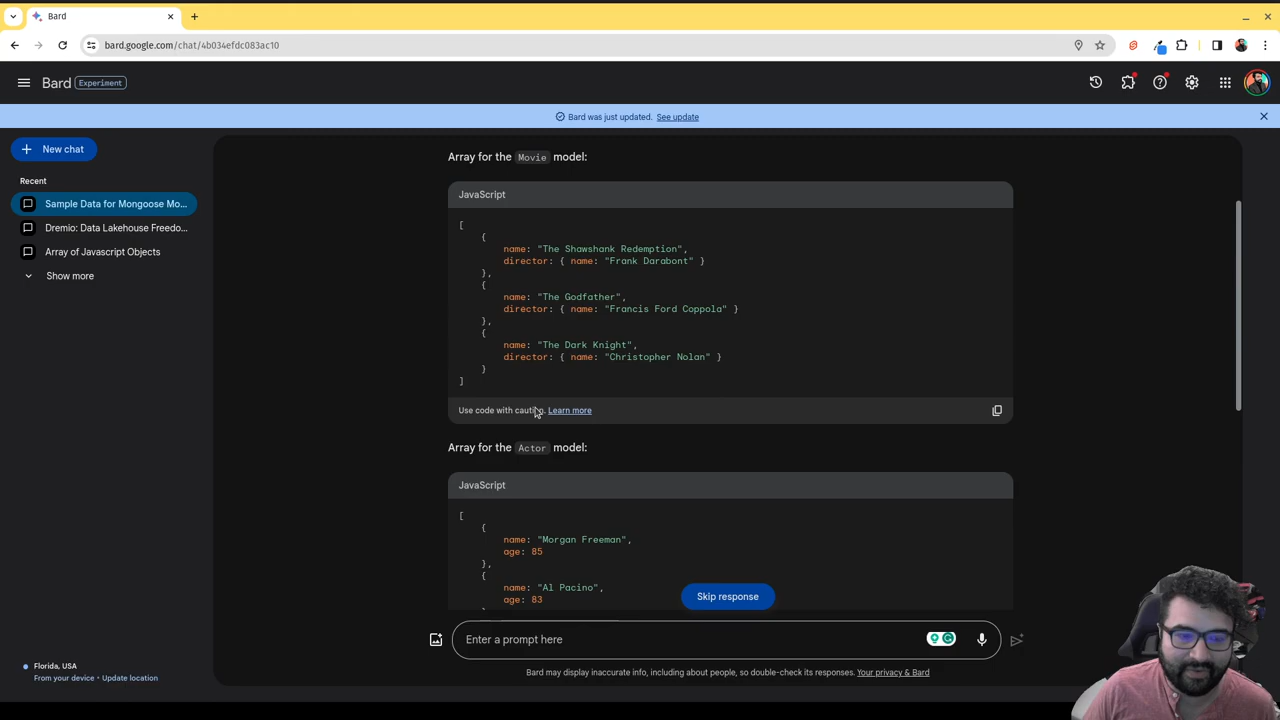 Bard
bard.google.com/chat/4b034efdc083ac10
Bard Experiment
Bard was just updated. See update
New chat
Recent
Sample Data for Mongoose Mo...
Dremio: Data Lakehouse Freedo...
Array of Javascript Objects
Show more
Array for the Movie model:
JavaScript
[
{
name: "The Shawshank Redemption",
director: { name: "Frank Darabont" }
},
{
name: "The Godfather",
director: { name: "Francis Ford Coppola" }
},
{
name: "The Dark Knight",
director: { name: "Christopher Nolan" }
}
]
Use code with caution. Learn more
Array for the Actor model:
JavaScript
[
{
name: "Morgan Freeman",
age: 85
},
{
name: "Al Pacino",
age: 83
Skip response
Enter a prompt here
Bard may display inaccurate info, including about people, so double-check its responses. Your privacy & Bard
Florida, USA
From your device • Update location